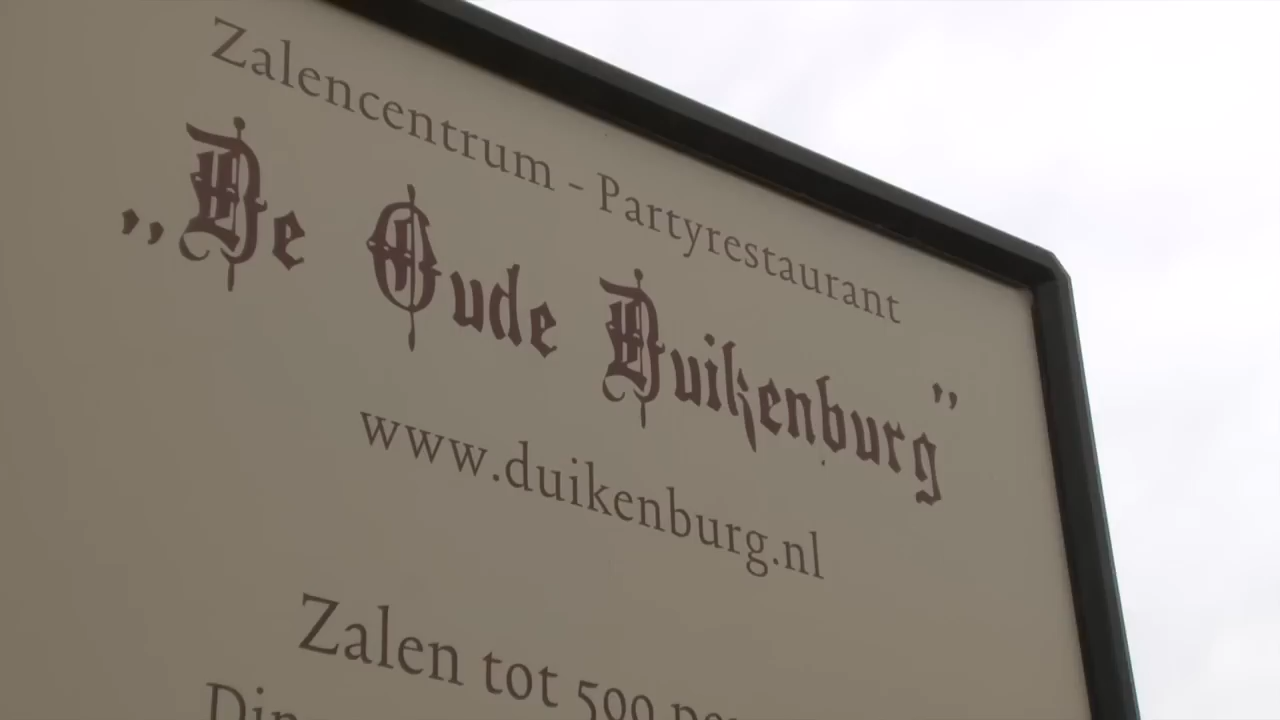 Zalencentrum - Partyrestaurant
„De Oude Duikenburg”
www.duikenburg.nl
Zalen tot 500